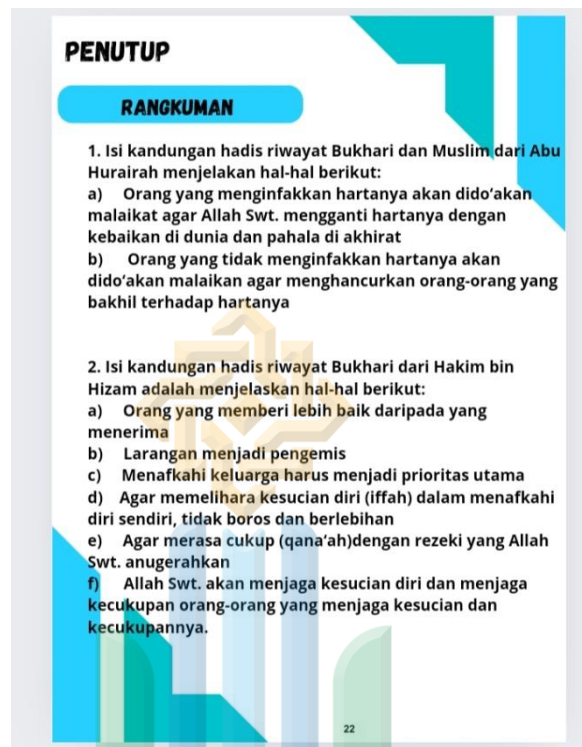 PENUTUP
RANGKUMAN
1. Isi kandungan hadis riwayat Bukhari dan Muslim dari Abu
Hurairah menjelakan hal-hal berikut:
a) Orang yang menginfakkan hartanya akan dido‘akan
malaikat agar Allah Swt. mengganti hartanya dengan
kebaikan di dunia dan pahala di akhirat
b) Orang yang tidak menginfakkan hartanya akan
dido‘akan malaikan agar menghancurkan orang-orang yang
bakhil terhadap hartanya
2. Isi kandungan hadis riwayat Bukhari dari Hakim bin
Hizam adalah menjelaskan hal-hal berikut:
a) Orang yang memberi lebih baik daripada yang
menerima
b) Larangan menjadi pengemis
c) Menafkahi keluarga harus menjadi prioritas utama
d) Agar memelihara kesucian diri (iffah) dalam menafkahi
diri sendiri, tidak boros dan berlebihan
e) Agar merasa cukup (qana‘ah)dengan rezeki yang Allah
Swt. anugerahkan
f) Allah Swt. akan menjaga kesucian diri dan menjaga
kecukupan orang-orang yang menjaga kesucian dan
kecukupannya.
22